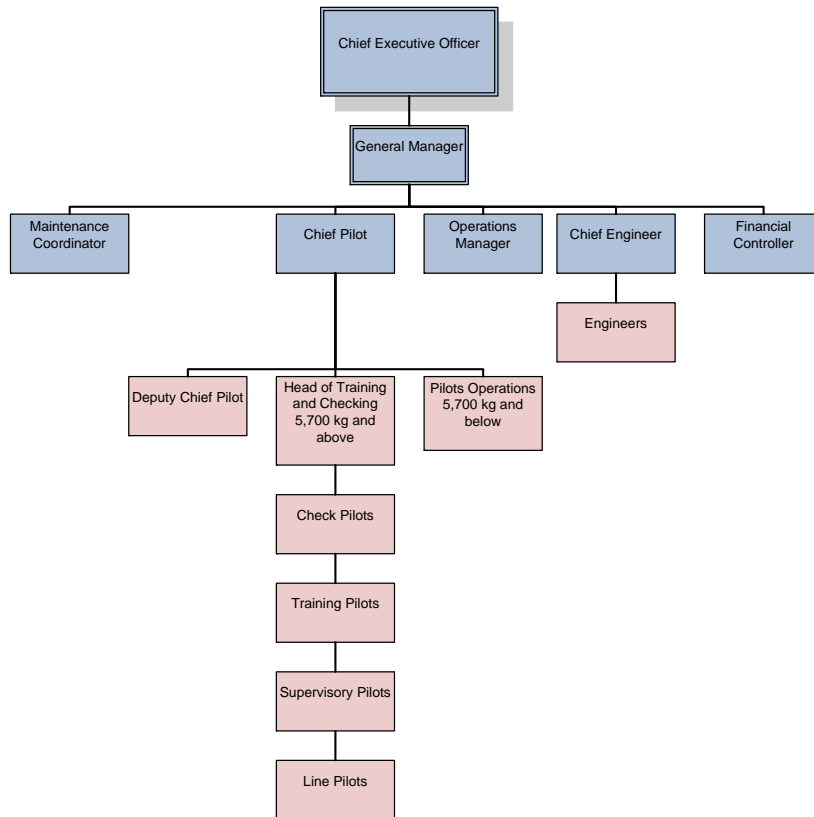 Chief Executive Officer
General Manager
Maintenance
Coordinator
Chief Pilot
Operations
Manager
Chief Engineer
Financial
Controller
Engineers
Deputy Chief Pilot
Head of Training
and Checking
5,700 kg and
above
Pilots Operations
5,700 kg and
below
Check Pilots
Training Pilots
Supervisory Pilots
Line Pilots